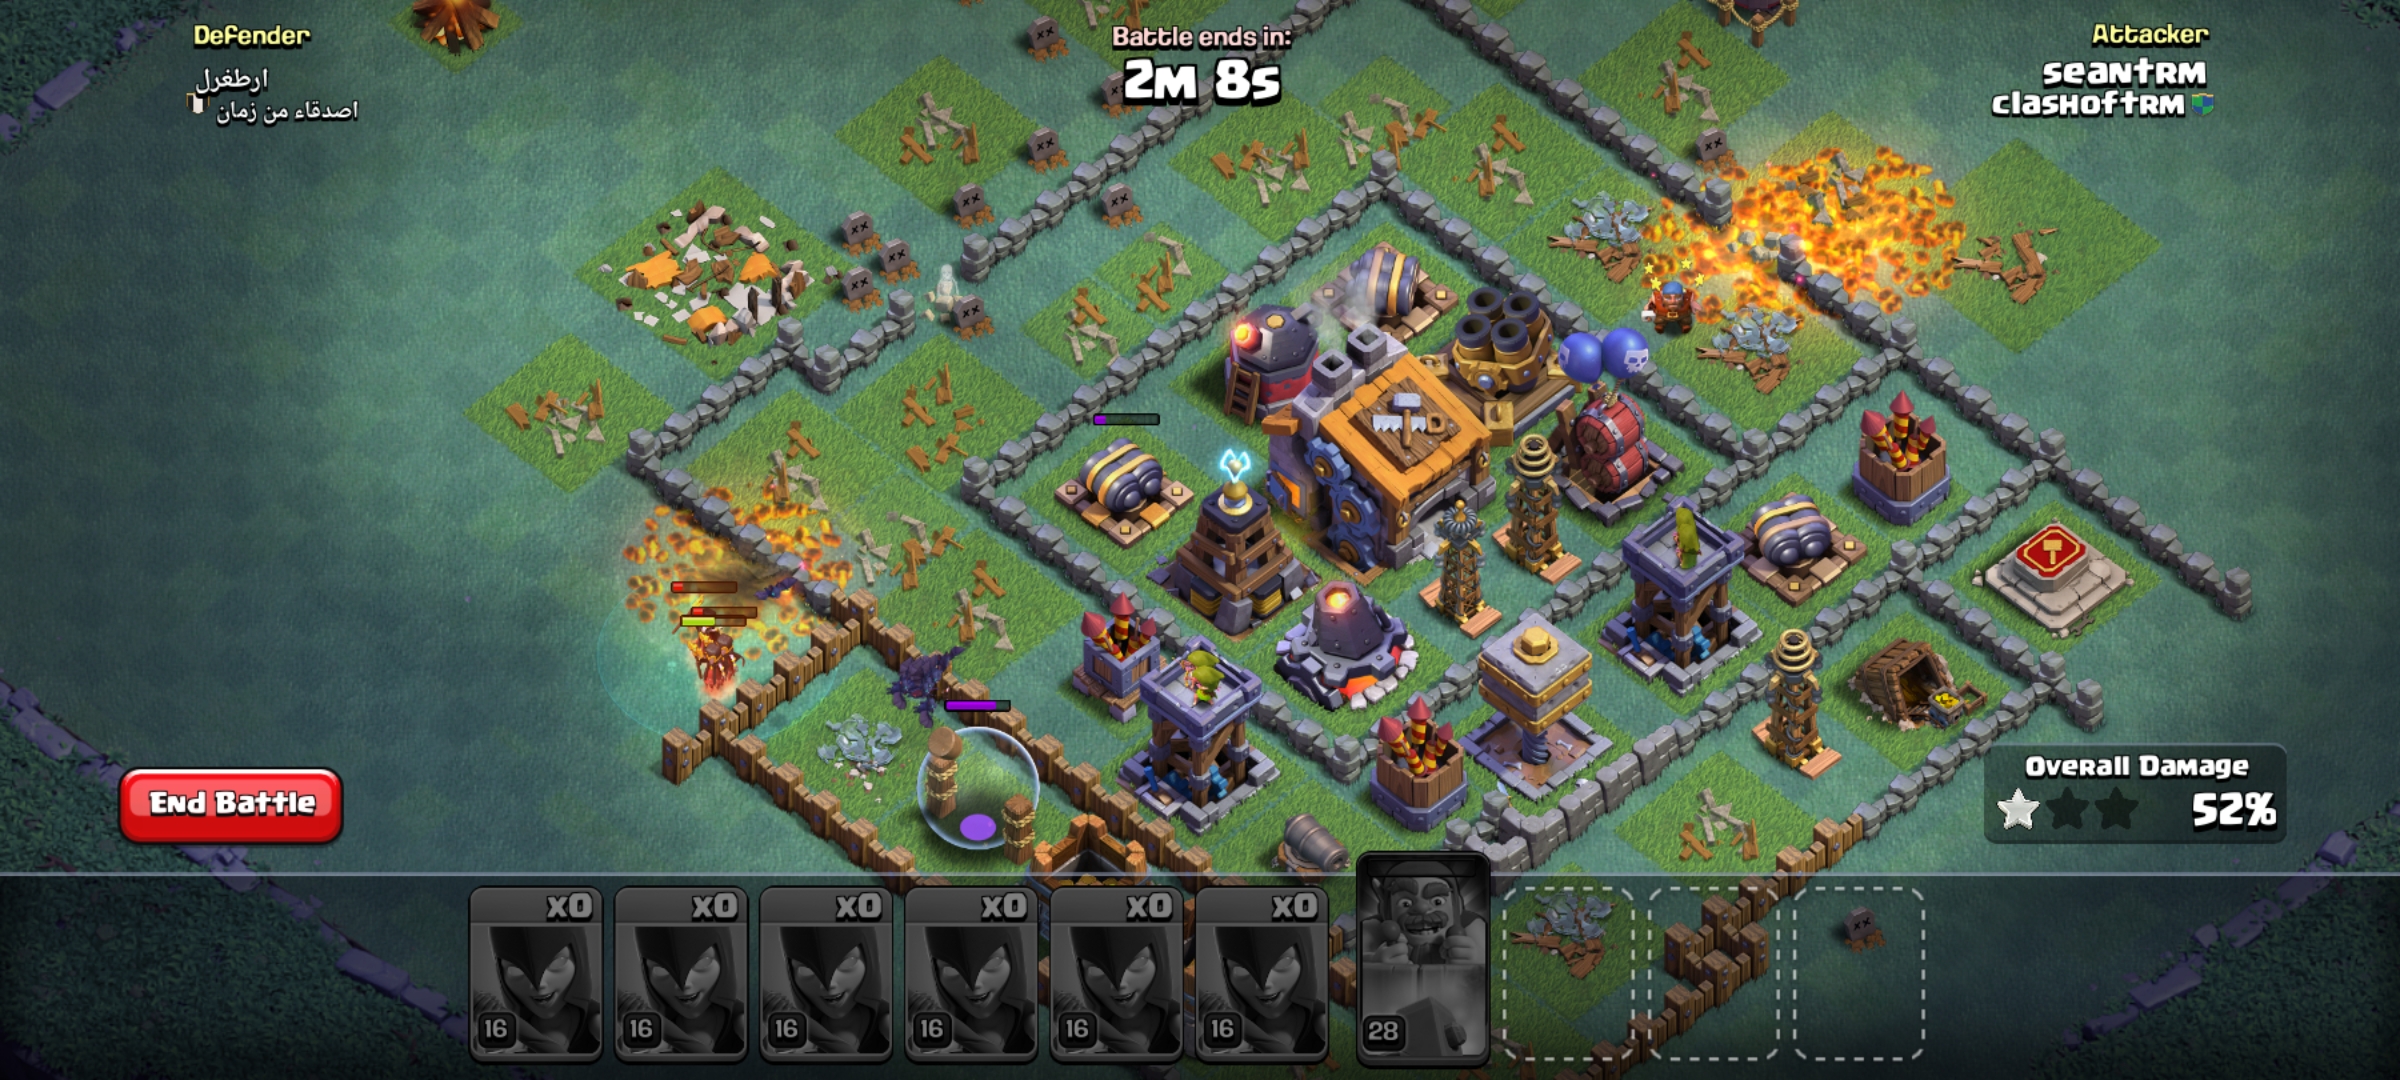 Defender
ارطغرل
اصدقاء من زمان
Battle ends in:
2M 8s
Attacker
seantRM
clashoftRM
End Battle
Overall Damage
52%
x0
x0
x0
x0
x0
x0
16
16
16
16
16
16
28